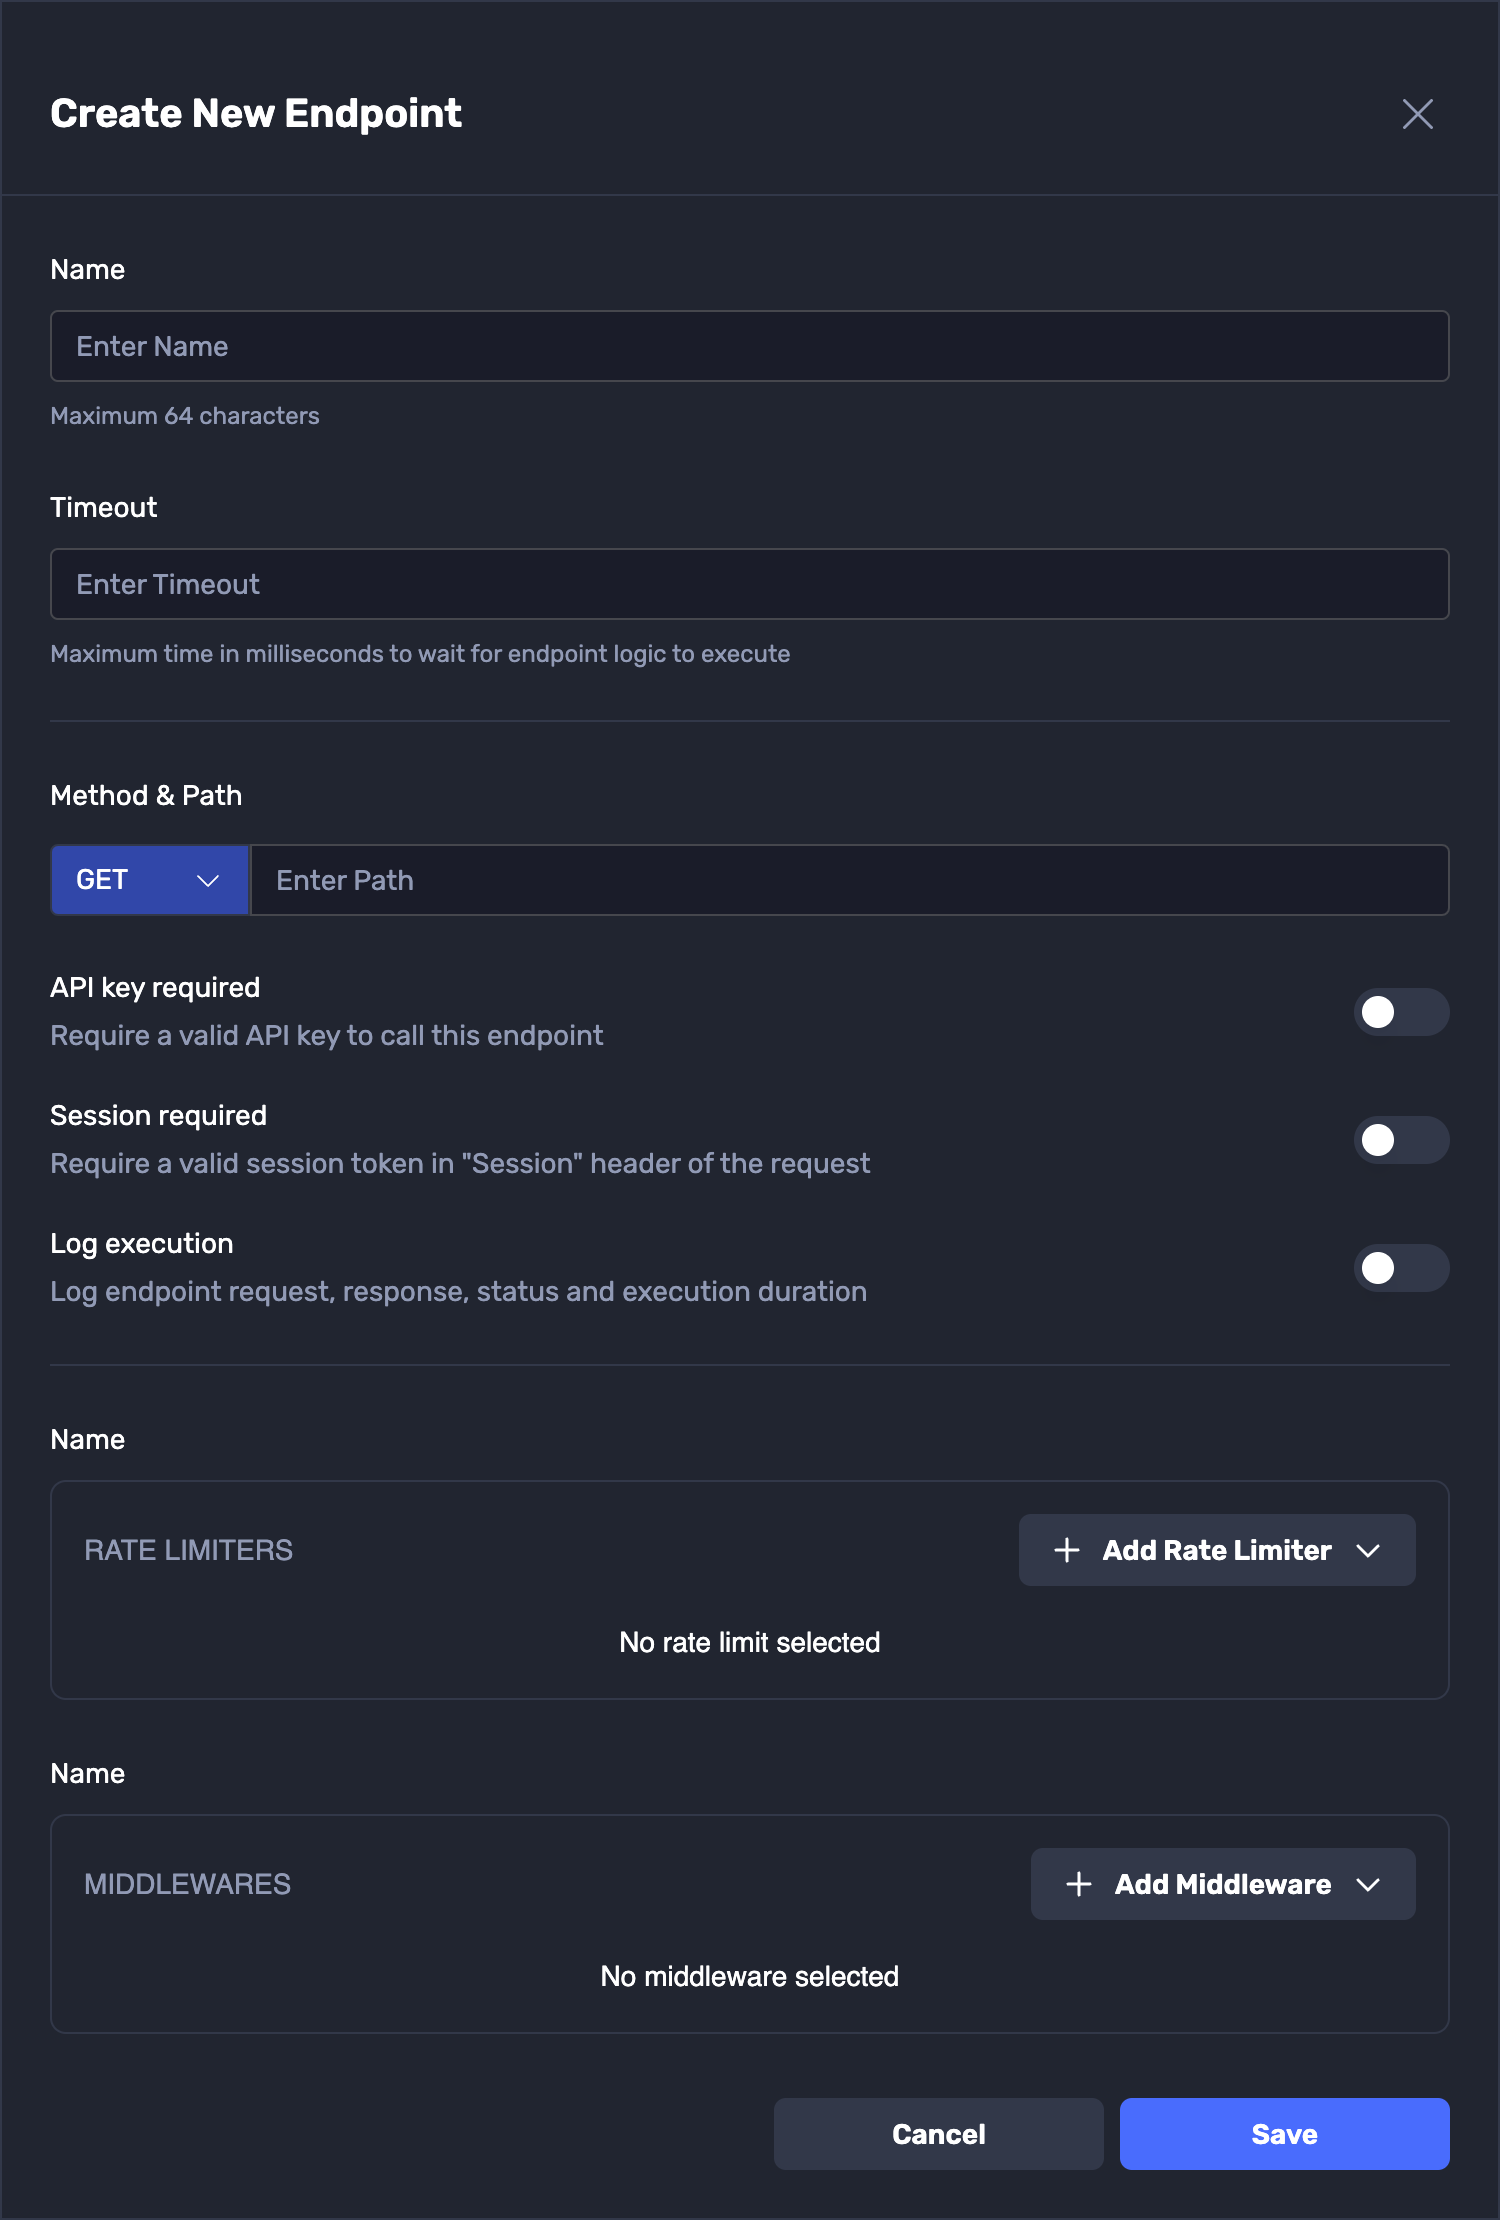 Create New Endpoint
Name
Enter Name
Maximum 64 characters
Timeout
Enter Timeout
Maximum time in milliseconds to wait for endpoint logic to execute
Method & Path
GET
Enter Path
API key required
Require a valid API key to call this endpoint
Session required
Require a valid session token in "Session" header of the request
Log execution
Log endpoint request, response, status and execution duration
Name
RATE LIMITERS
Add Rate Limiter
No rate limit selected
Name
MIDDLEWARES
Add Middleware
No middleware selected
Cancel
Save